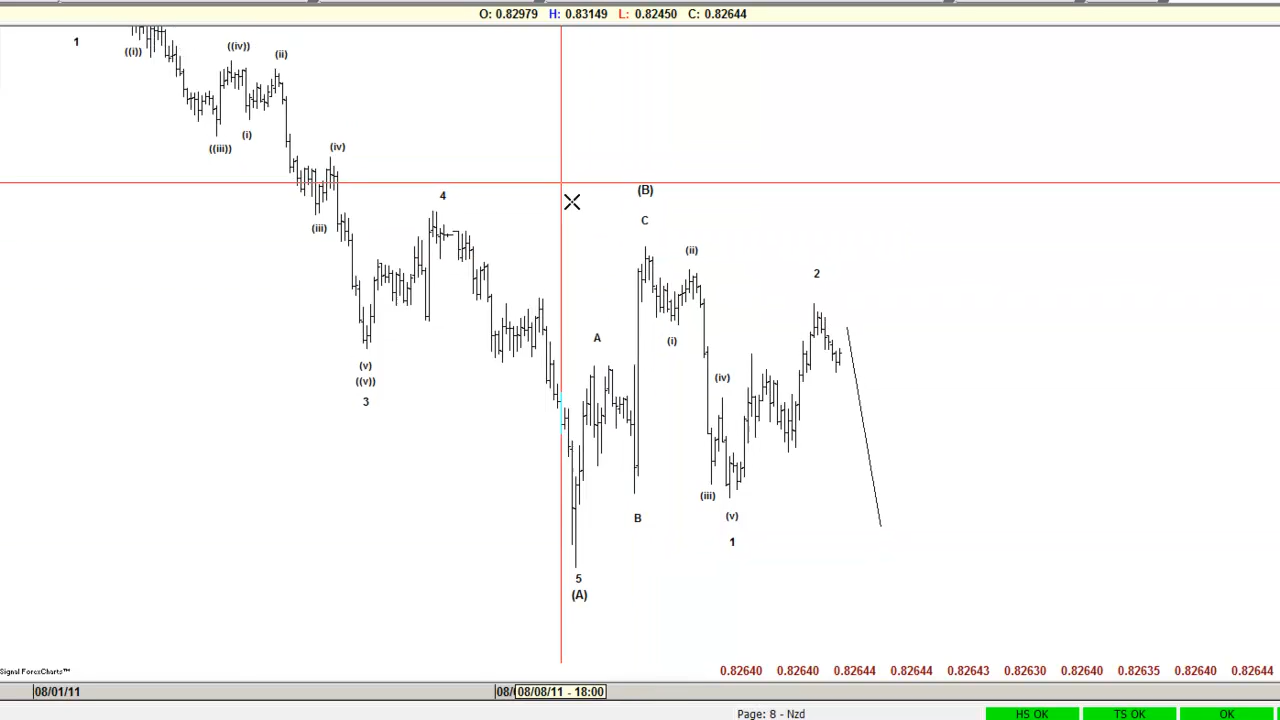 O: 0.82979 H: 0.83149 L: 0.82450 C: 0.82644
1
((i))
((iv))
(ii)
(i)
((iii))
(iv)
(iii)
4
(B)
C
(ii)
2
A
(i)
(v)
((v))
3
(iv)
(iii)
B
(v)
1
5
(A)
Signal ForexCharts™
0.82640 0.82640 0.82644 0.82644 0.82643 0.82630 0.82640 0.82635 0.82640 0.82644
08/01/11 08/ 08/08/11 - 18:00
Page: 8 - Nzd HS OK TS OK OK